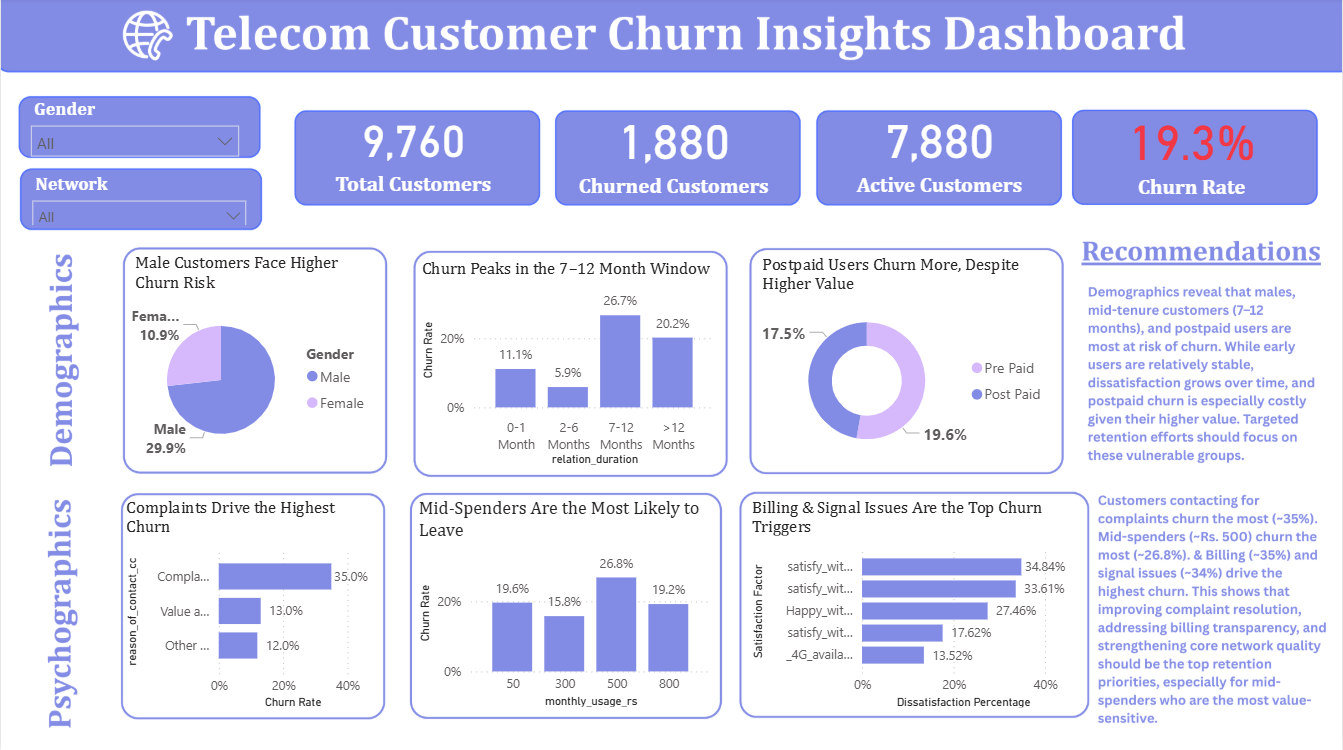 Telecom Customer Churn Insights Dashboard
Gender
All
Network
All
9,760
Total Customers
1,880
Churned Customers
7,880
Active Customers
19.3%
Churn Rate
Demographics
Male Customers Face Higher
Churn Risk
Fema...
10.9%
Male
29.9%
Gender
Male
Female
Churn Peaks in the 7–12 Month Window
Churn Rate
20%
0%
11.1%
5.9%
26.7%
20.2%
0-1
Month
2-6
Months
7-12
Months
>12
Months
relation_duration
Postpaid Users Churn More, Despite
Higher Value
17.5%
19.6%
Pre Paid
Post Paid
Recommendations
Demographics reveal that males,
mid-tenure customers (7–12
months), and postpaid users are
most at risk of churn. While early
users are relatively stable,
dissatisfaction grows over time, and
postpaid churn is especially costly
given their higher value. Targeted
retention efforts should focus on
these vulnerable groups.
Psychographics
Complaints Drive the Highest
Churn
reason_of_contact_cc
Compla...
35.0%
Value a...
13.0%
Other ...
12.0%
0%
20%
40%
Churn Rate
Mid-Spenders Are the Most Likely to
Leave
Churn Rate
20%
0%
19.6%
15.8%
26.8%
19.2%
50
300
500
800
monthly_usage_rs
Billing & Signal Issues Are the Top Churn
Triggers
Satisfaction Factor
satisfy_wit...
34.84%
satisfy_wit...
33.61%
Happy_wit...
27.46%
satisfy_wit...
17.62%
_4G_availa...
13.52%
0%
20%
40%
Dissatisfaction Percentage
Customers contacting for
complaints churn the most (~35%).
Mid-spenders (~Rs. 500) churn the
most (~26.8%). & Billing (~35%) and
signal issues (~34%) drive the
highest churn. This shows that
improving complaint resolution,
addressing billing transparency, and
strengthening core network quality
should be the top retention
priorities, especially for mid-
spenders who are the most value-
sensitive.